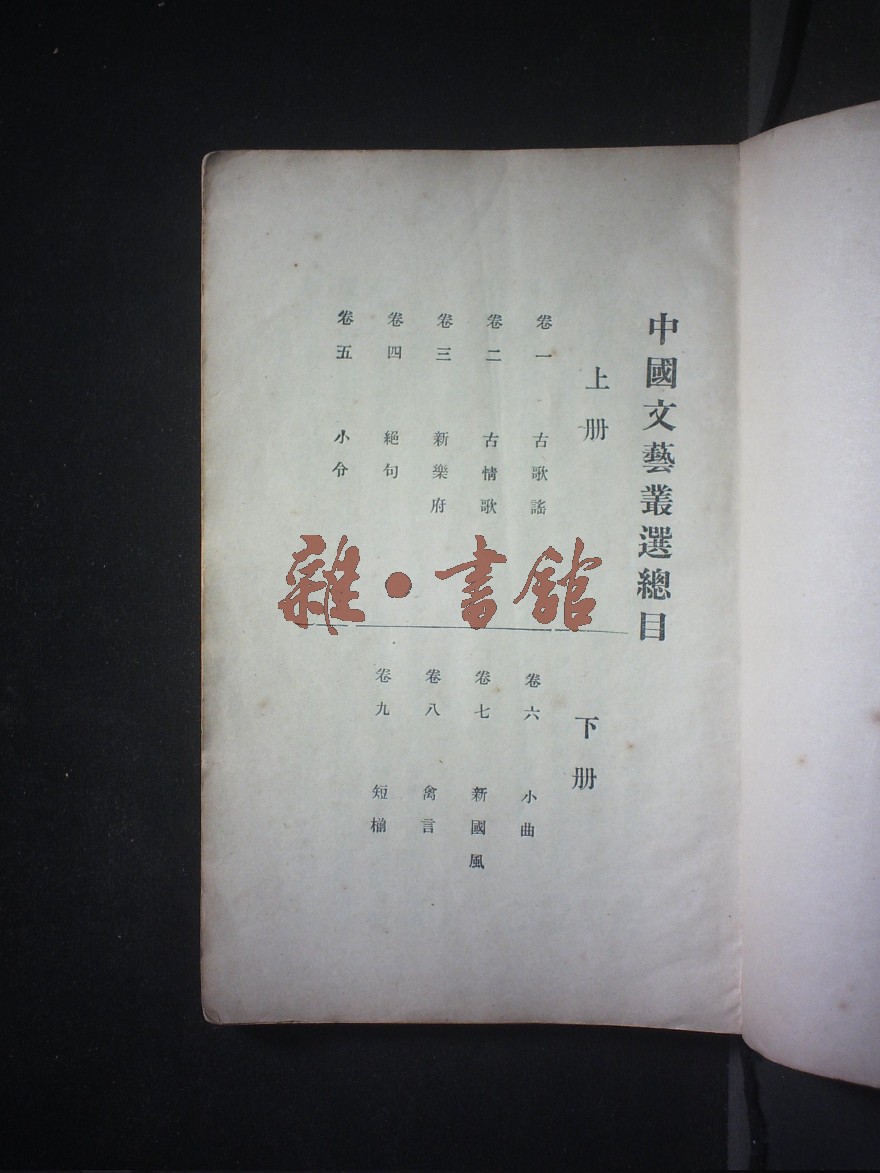 中國文藝叢選總目
上册
卷一 古歌謠
卷二 古情歌
卷三 新樂府
卷四 絕句
卷五 小令
下册
卷六 小曲
卷七 新國風
卷八 禽言
卷九 短
雜·書館